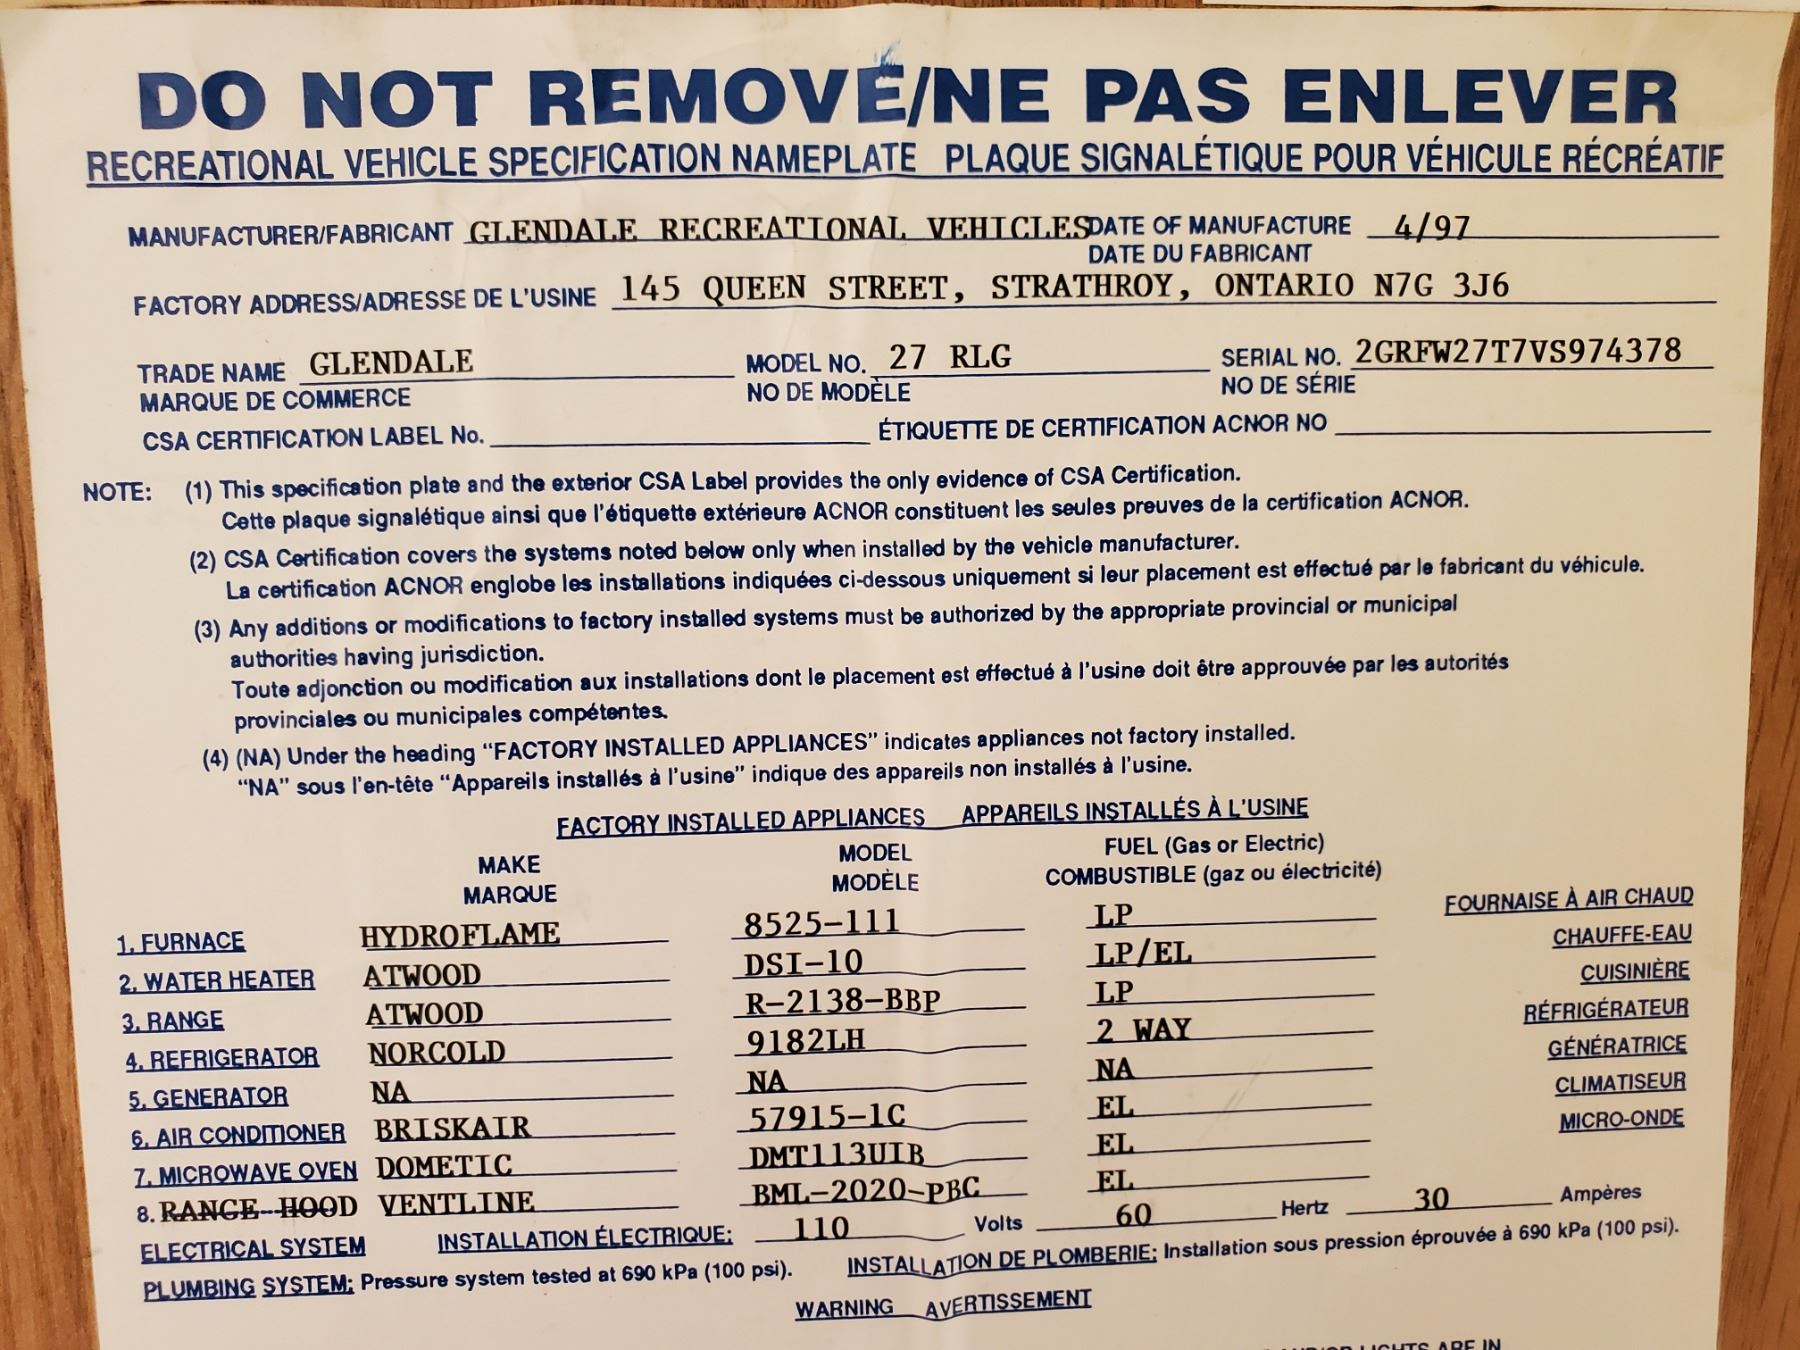 DO NOT REMOVE/NE PAS ENLEVER
RECREATIONAL VEHICLE SPECIFICATION NAMEPLATE PLAQUE SIGNALÉTIQUE POUR VÉHICULE RÉCRÉATIF
MANUFACTURER/FABRICANT GLENDALE RECREATIONAL VEHICLES DATE OF MANUFACTURE 4/97
DATE DU FABRICANT
FACTORY ADDRESS/ADRESSE DE L'USINE 145 QUEEN STREET, STRATHROY, ONTARIO N7G 3J6
TRADE NAME GLENDALE MODEL NO. 27 RLG SERIAL NO. 2GRFW27T7VS974378
MARQUE DE COMMERCE NO DE MODÈLE NO DE SÉRIE
CSA CERTIFICATION LABEL No. ÉTIQUETTE DE CERTIFICATION ACNOR NO
NOTE: (1) This specification plate and the exterior CSA Label provides the only evidence of CSA Certification.
Cette plaque signalétique ainsi que l'étiquette extérieure ACNOR constituent les seules preuves de la certification ACNOR.
(2) CSA Certification covers the systems noted below only when installed by the vehicle manufacturer.
La certification ACNOR englobe les installations indiquées ci-dessous uniquement si leur placement est effectué par le fabricant du véhicule.
(3) Any additions or modifications to factory installed systems must be authorized by the appropriate provincial or municipal
authorities having jurisdiction.
Toute adjonction ou modification aux installations dont le placement est effectué à l'usine doit être approuvée par les autorités
provinciales ou municipales compétentes.
(4) (NA) Under the heading "FACTORY INSTALLED APPLIANCES" indicates appliances not factory installed.
"NA" sous l'en-tête "Appareils installés à l'usine" indique des appareils non installés à l'usine.
FACTORY INSTALLED APPLIANCES APPAREILS INSTALLÉS À L'USINE
MAKE MODEL FUEL (Gas or Electric)
MARQUE MODÈLE COMBUSTIBLE (gaz ou électricité)
1. FURNACE HYDROFLAME 8525-111 LP FOURNAISE À AIR CHAUD
2. WATER HEATER ATWOOD DSI-10 LP/EL CHAUFFE-EAU
3. RANGE ATWOOD R-2138-BBP LP CUISINIÈRE
4. REFRIGERATOR NORCOLD 9182LH 2 WAY RÉFRIGÉRATEUR
5. GENERATOR NA NA NA GÉNÉRATRICE
6. AIR CONDITIONER BRISKAIR 57915-1C EL CLIMATISEUR
7. MICROWAVE OVEN DOMETIC DMT113UIB EL MICRO-ONDE
8. RANGE HOOD VENTLINE BML-2020-PBC EL
ELECTRICAL SYSTEM INSTALLATION ÉLECTRIQUE: 110 Volts 60 Hertz 30 Ampères
PLUMBING SYSTEM: Pressure system tested at 690 kPa (100 psi). INSTALLATION DE PLOMBERIE: Installation sous pression éprouvée à 690 kPa (100 psi).
WARNING AVERTISSEMENT
LIGHTS ARE IN